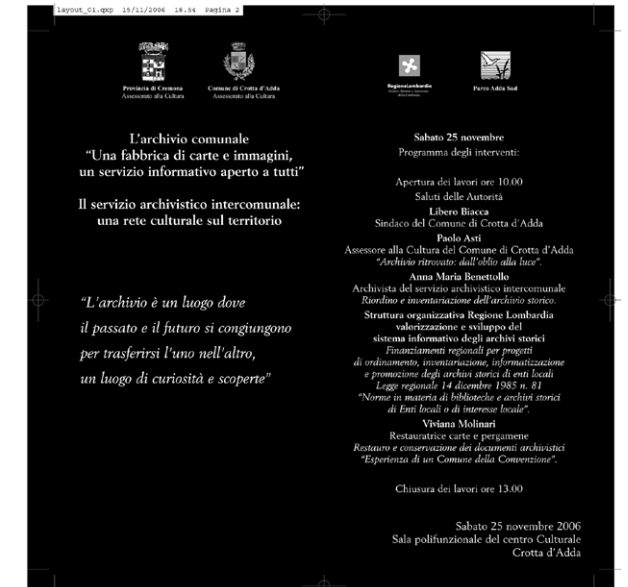 layout_01.qxp 15/11/2006 18.54 Pagina 2
Provincia di Cremona
Assessorato alla Cultura
Comune di Crotta d'Adda
Assessorato alla Cultura
L'archivio comunale
"Una fabbrica di carte e immagini,
un servizio informativo aperto a tutti"
Il servizio archivistico intercomunale:
una rete culturale sul territorio
"L'archivio è un luogo dove
il passato e il futuro si congiungono
per trasferirsi l'uno nell'altro,
un luogo di curiosità e scoperte"
RegioneLombardia
Parco Adda Sud
Sabato 25 novembre
Programma degli interventi:
Apertura dei lavori ore 10.00
Saluti delle Autorità
Libero Biacca
Sindaco del Comune di Crotta d'Adda
Paolo Asti
Assessore alla Cultura del Comune di Crotta d'Adda
"Archivio ritrovato: dall'oblio alla luce".
Anna Maria Benettollo
Archivista del servizio archivistico intercomunale
Riordino e inventariazione dell'archivio storico.
Struttura organizzativa Regione Lombardia
valorizzazione e sviluppo del
sistema informativo degli archivi storici
Finanziamenti regionali per progetti
di ordinamento, inventariazione, informatizzazione
e promozione degli archivi storici di enti locali
Legge regionale 14 dicembre 1985 n. 81
"Norme in materia di biblioteche e archivi storici
di Enti locali o di interesse locale".
Viviana Molinari
Restauratrice carte e pergamene
Restauro e conservazione dei documenti archivistici
"Esperienza di un Comune della Convenzione".
Chiusura dei lavori ore 13.00
Sabato 25 novembre 2006
Sala polifunzionale del centro Culturale
Crotta d'Adda